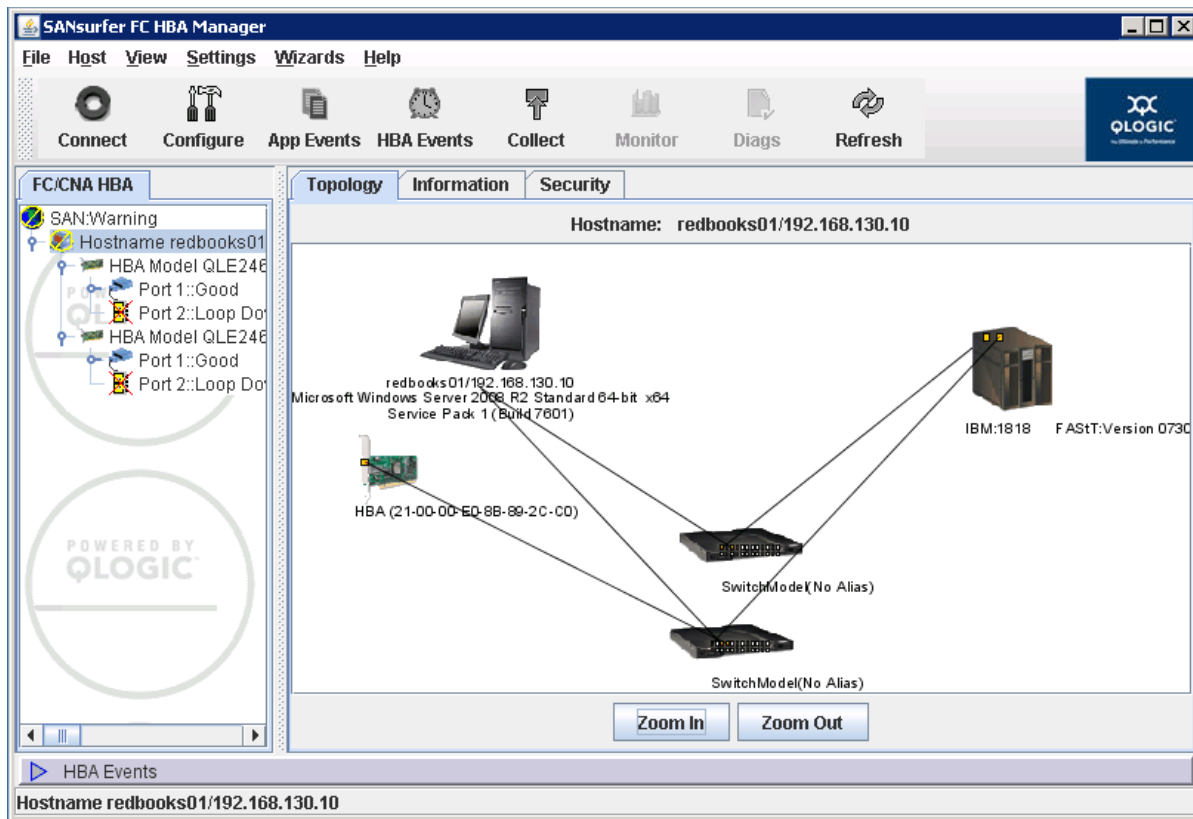 SANsurfer FC HBA Manager
File Host View Settings Wizards Help
Connect Configure App Events HBA Events Collect Monitor Diags Refresh
QLOGIC
FC/CNA HBA
Topology Information Security
SAN:Warning
Hostname redbooks01
HBA Model QLE246
Port 1::Good
Port 2::Loop Do
HBA Model QLE246
Port 1::Good
Port 2::Loop Do
POWERED BY
QLOGIC
Hostname: redbooks01/192.168.130.10
redbooks01/192.168.130.10
Microsoft Windows Server 2008 R2 Standard 64-bit x64
Service Pack 1 (Build 7601)
IBM:1818 FAStT:Version 0730
HBA (21-00-00-E0-8B-89-2C-C0)
SwitchModel(No Alias)
SwitchModel(No Alias)
Zoom In Zoom Out
HBA Events
Hostname redbooks01/192.168.130.10